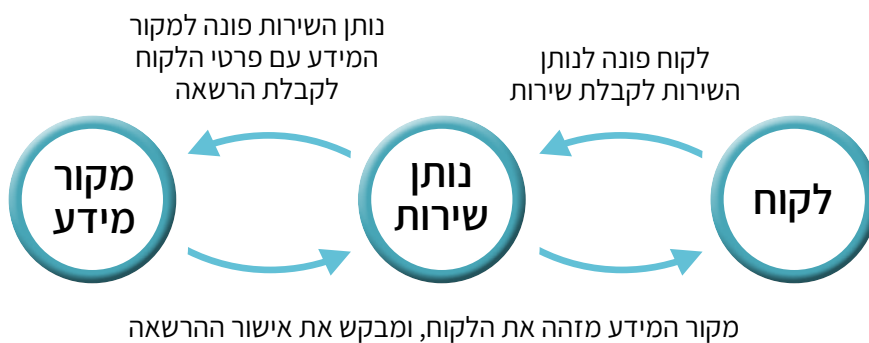 לקוח פונה לנותן
השירות לקבלת שירות
נותן השירות פונה למקור
המידע עם פרטי הלקוח
לקבלת הרשאה
לקוח
נותן
שירות
מקור
מידע
מקור המידע מזהה את הלקוח, ומבקש את אישור ההרשאה